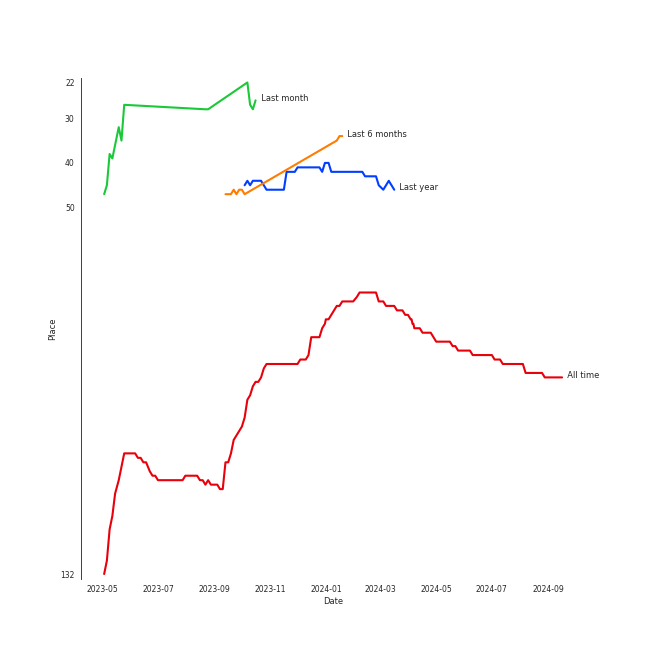 22
Last month
30
Last 6 months
40
Last year
50
Place
All time
132
2023-05 2023-07 2023-09 2023-11 2024-01 2024-03 2024-05 2024-07 2024-09
Date